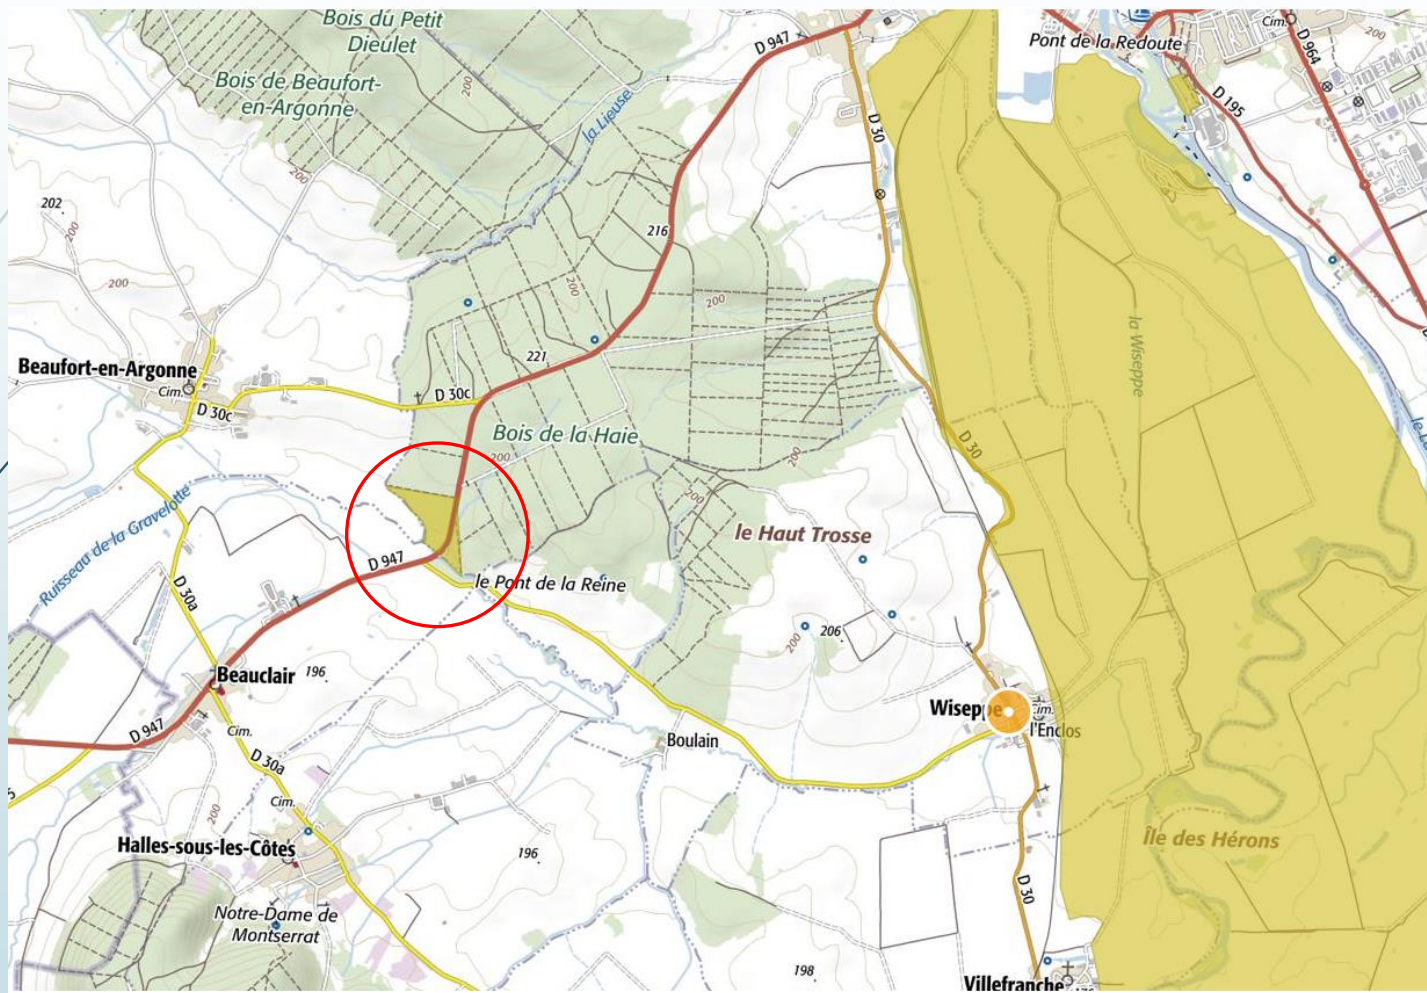 Bois du Petit
Dieulet
D 947
Cim.
Pont de la Redoute
D 964
200
Bois de Beaufort-
en-Argonne
200
la Lieuse
D 30
D 195
200
202
200
216
200
200
200
200
221
la Wiseppe
Beaufort-en-Argonne
Cim.
D 30c
D 30c
Bois de la Haie
200
200
D 30
200
Ruisseau de la Gravelotte
le Haut Trosse
D 947
le Pont de la Reine
D 30a
206
200
Beauclair
196
Wiseppe
Cim.
l'Enclos
D 947
Cim.
Boulain
D 30a
Cim.
200
Île des Hérons
Halles-sous-les-Côtes
196
D 30
Notre-Dame de
Montserrat
198
Villefranche